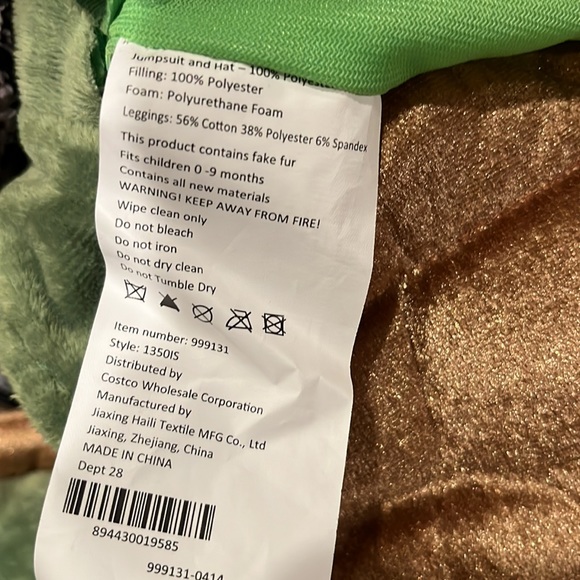 Jumpsuit and Hat – 100% Polyester
Filling: 100% Polyester
Foam: Polyurethane Foam
Leggings: 56% Cotton 38% Polyester 6% Spandex
This product contains fake fur
Fits children 0 -9 months
Contains all new materials
WARNING! KEEP AWAY FROM FIRE!
Wipe clean only
Do not bleach
Do not iron
Do not dry clean
Do not Tumble Dry
Item number: 999131
Style: 1350IS
Distributed by
Costco Wholesale Corporation
Manufactured by
Jiaxing Haili Textile MFG Co., Ltd
Jiaxing, Zhejiang, China
MADE IN CHINA
Dept 28
894430019585
999131-0414